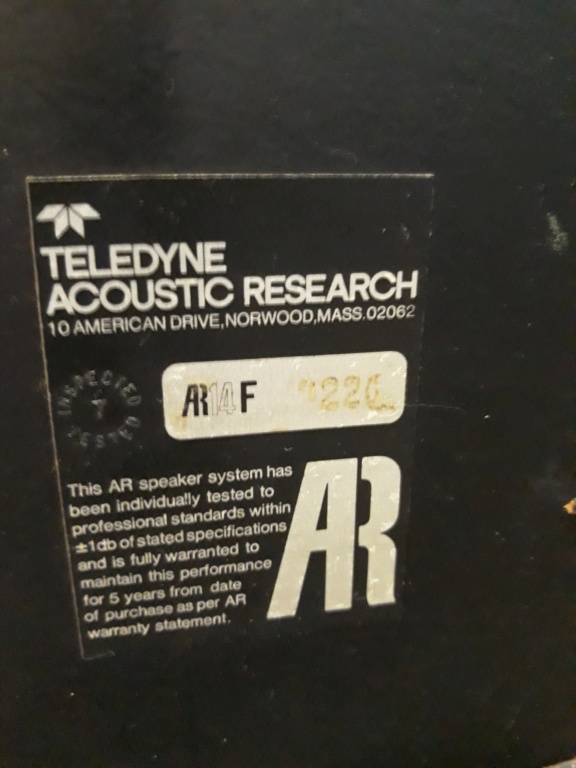 TELEDYNE
ACOUSTIC RESEARCH
10 AMERICAN DRIVE, NORWOOD, MASS. 02062
INSPECTED
TESTED
AR14 F
This AR speaker system has
been individually tested to
professional standards within
±1db of stated specifications
and is fully warranted to
maintain this performance
for 5 years from date
of purchase as per AR
warranty statement.
AR